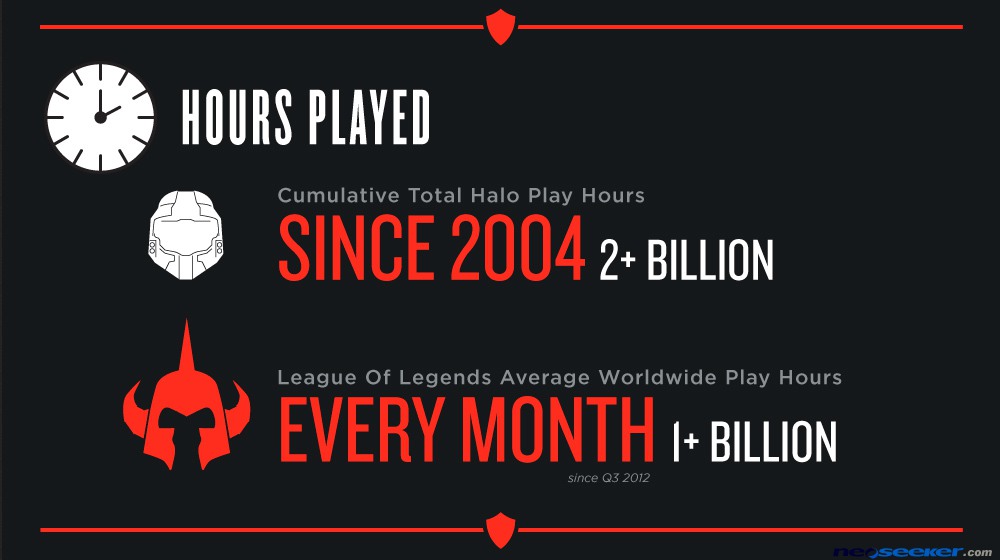 HOURS PLAYED
Cumulative Total Halo Play Hours
SINCE 2004 2+ BILLION
League Of Legends Average Worldwide Play Hours
EVERY MONTH 1+ BILLION
since Q3 2012
neoseeker.com